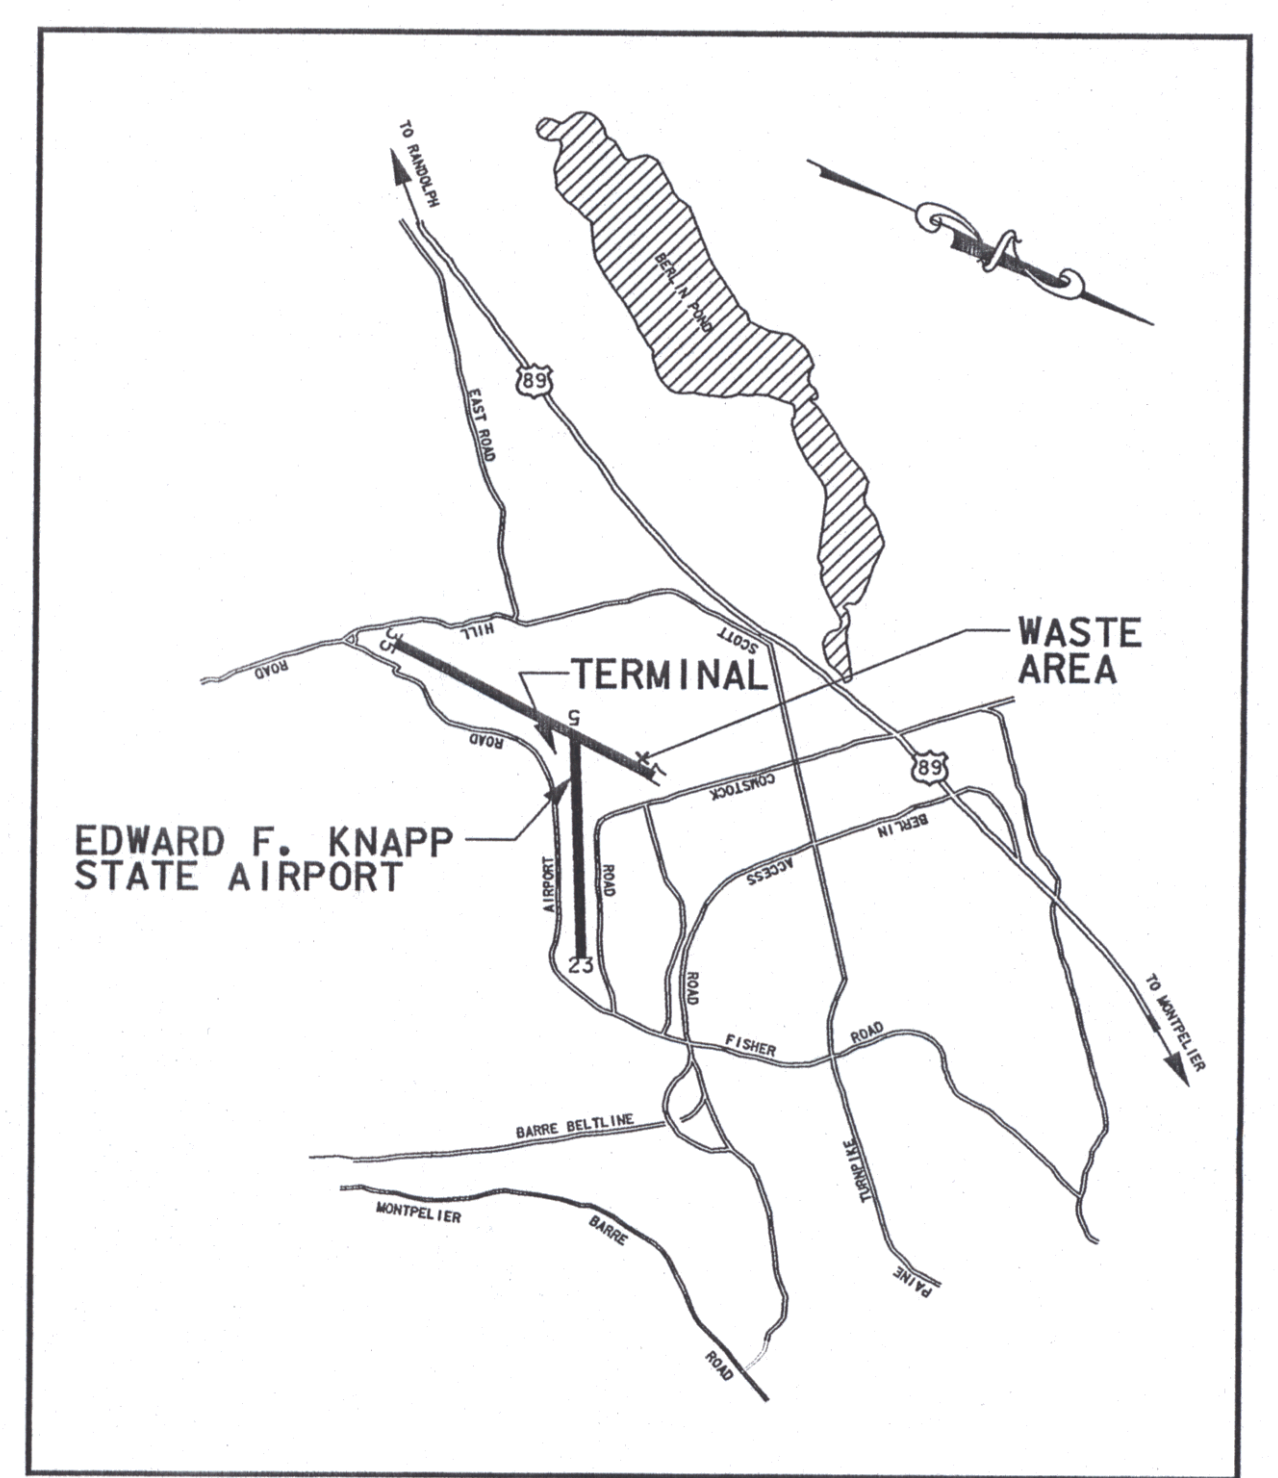 TO RANDOLPH
N
BERLIN POND
89
EAST ROAD
WASTE
AREA
HILL
SCOTT
ROAD
35
TERMINAL
5
ROAD
17
89
COMSTOCK
BERLIN
EDWARD F. KNAPP
STATE AIRPORT
ACCESS
AIRPORT
ROAD
23
ROAD
TO MONTPELIER
FISHER
ROAD
BARRE BELTLINE
TURNPIKE
MONTPELIER
BARRE
PAINE
ROAD